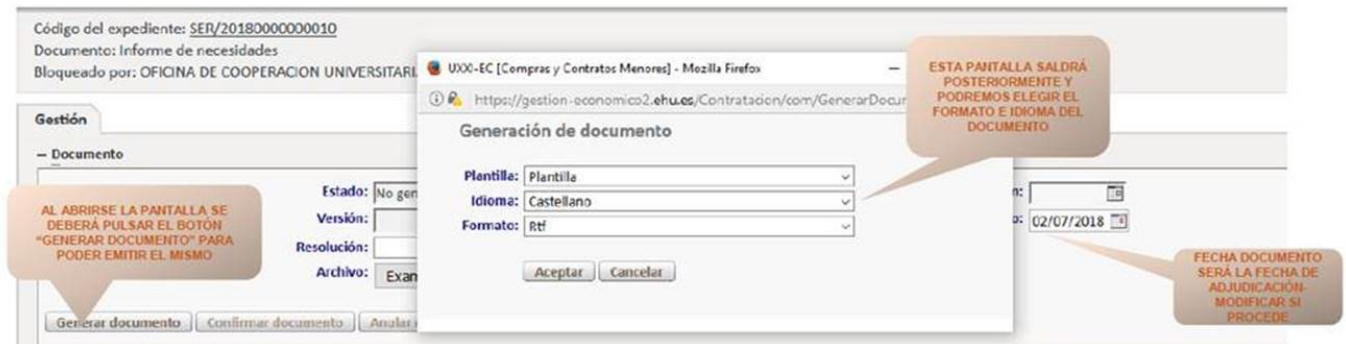 Código del expediente: SER/20180000000010
Documento: Informe de necesidades
Bloqueado por: OFICINA DE COOPERACION UNIVERSITARI
Gestión
– Documento
Estado: No gen
Versión:
Resolución:
Archivo: Exan
Generar documento Confirmar documento Anular
AL ABRIRSE LA PANTALLA SE
DEBERÁ PULSAR EL BOTÓN
“GENERAR DOCUMENTO” PARA
PODER EMITIR EL MISMO
UXXI-EC [Compras y Contratos Menores] - Mozilla Firefox
https://gestion-economico2.ehu.es/Contratacion/com/GenerarDocur
Generación de documento
Plantilla: Plantilla
Idioma: Castellano
Formato: Rtf
Aceptar Cancelar
ESTA PANTALLA SALDRÁ
POSTERIORMENTE Y
PODREMOS ELEGIR EL
FORMATO E IDIOMA DEL
DOCUMENTO
n:
o: 02/07/2018
FECHA DOCUMENTO
SERÁ LA FECHA DE
ADJUDICACIÓN-
MODIFICAR SI
PROCEDE